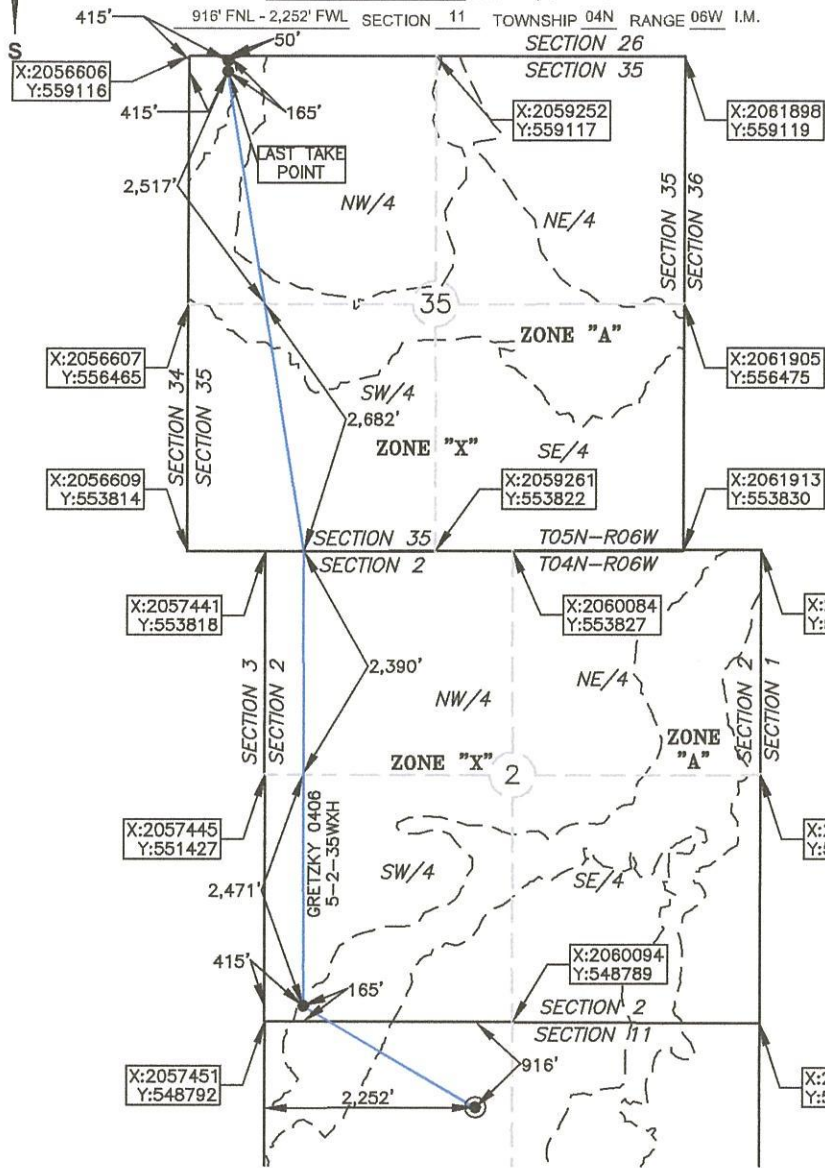 916' FNL - 2,252' FWL SECTION 11 TOWNSHIP 04N RANGE 06W I.M.
S
415'
50'
SECTION 26
SECTION 35
X:2056606
Y:559116
415'
165'
X:2059252
Y:559117
X:2061898
Y:559119
LAST TAKE
POINT
2,517'
NW/4
NE/4
SECTION 35
SECTION 36
35
ZONE "A"
X:2056607
Y:556465
X:2061905
Y:556475
SECTION 34
SECTION 35
SW/4
2,682'
ZONE "X"
SE/4
X:2056609
Y:553814
X:2059261
Y:553822
X:2061913
Y:553830
SECTION 35
T05N-R06W
SECTION 2
T04N-R06W
X:2057441
Y:553818
X:2060084
Y:553827
X:
Y:
SECTION 3
SECTION 2
2,390'
NW/4
NE/4
SECTION 2
SECTION 1
ZONE "X"
2
ZONE
"A"
X:2057445
Y:551427
X:2
Y:5
GRETZKY 0406
5-2-35WXH
SW/4
SE/4
2,471'
415'
165'
X:2060094
Y:548789
SECTION 2
SECTION 11
X:2057451
Y:548792
916'
2,252'
X:2
Y:5